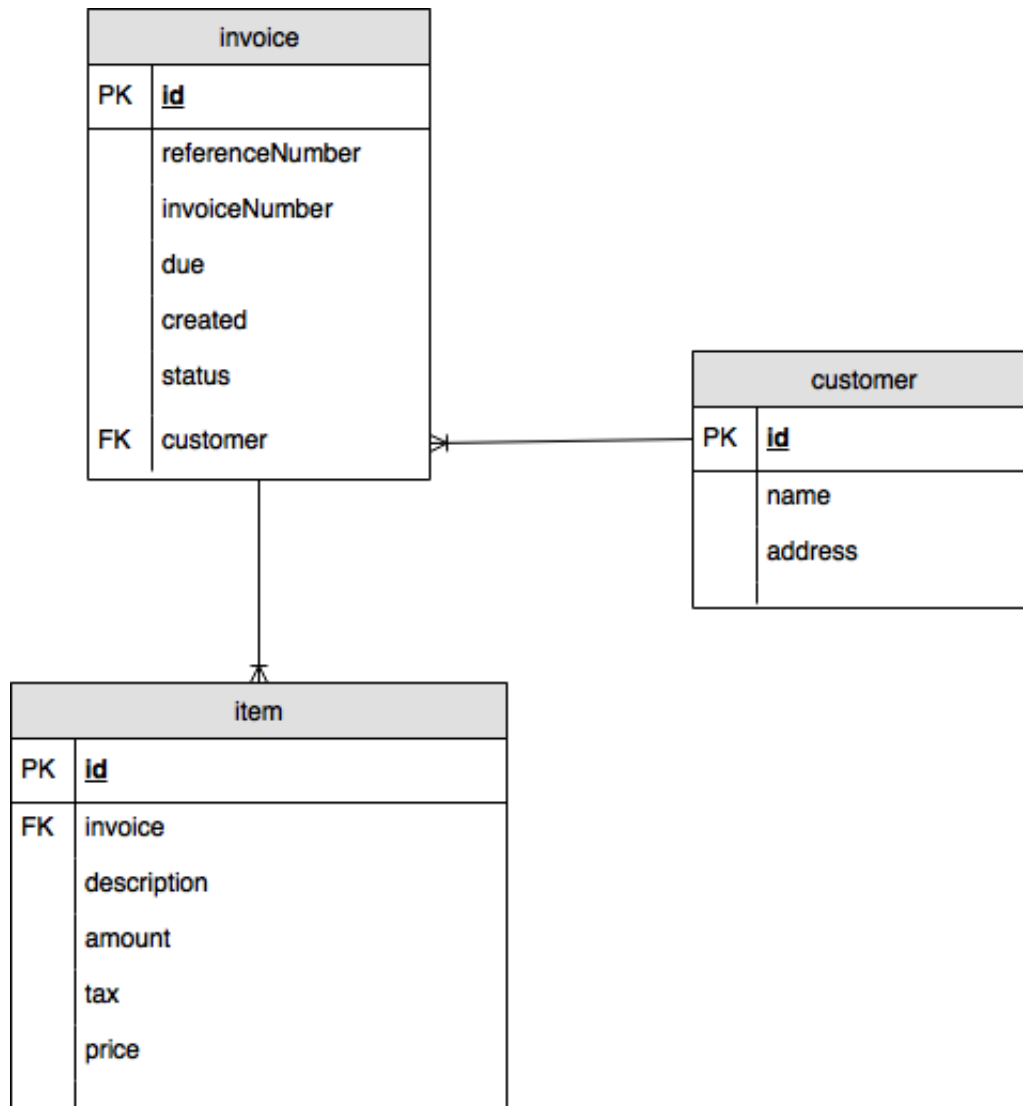 invoice
PK id
referenceNumber
invoiceNumber
due
created
status
FK customer
customer
PK id
name
address
item
PK id
FK invoice
description
amount
tax
price